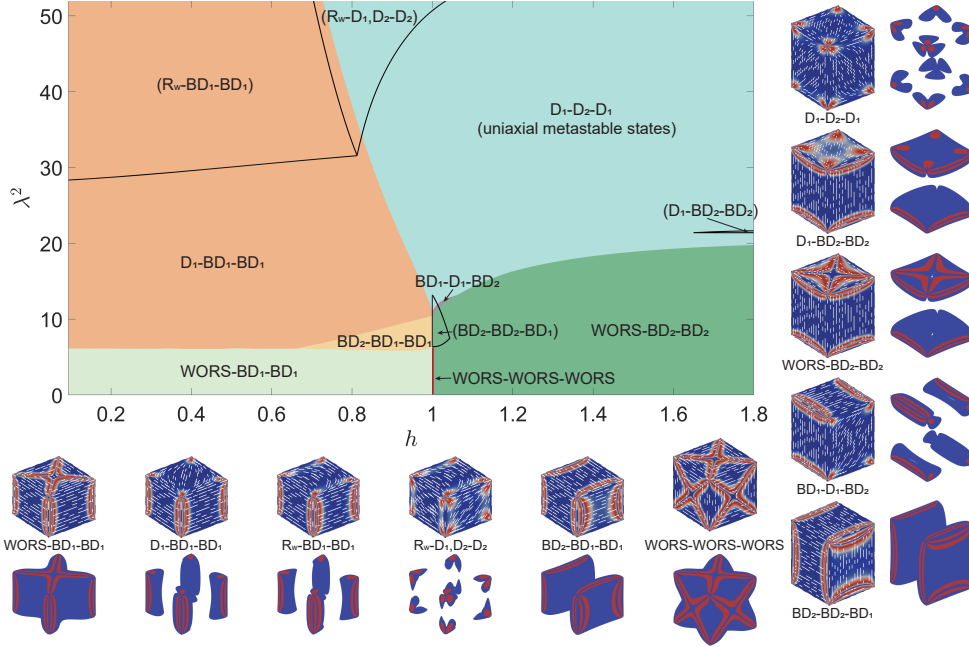 50
40
30
20
10
0
λ²
0.2
0.4
0.6
0.8
1
1.2
1.4
1.6
1.8
h
(Rw-D₁,D₂-D₂)
(Rw-BD₁-BD₁)
D₁-D₂-D₁
(uniaxial metastable states)
(D₁-BD₂-BD₂)
D₁-BD₁-BD₁
BD₁-D₁-BD₂
BD₂-BD₁-BD₁
(BD₂-BD₂-BD₁)
WORS-BD₂-BD₂
WORS-BD₁-BD₁
WORS-WORS-WORS
D₁-D₂-D₁
D₁-BD₂-BD₂
WORS-BD₂-BD₂
BD₁-D₁-BD₂
BD₂-BD₂-BD₁
WORS-BD₁-BD₁
D₁-BD₁-BD₁
Rw-BD₁-BD₁
Rw-D₁,D₂-D₂
BD₂-BD₁-BD₁
WORS-WORS-WORS